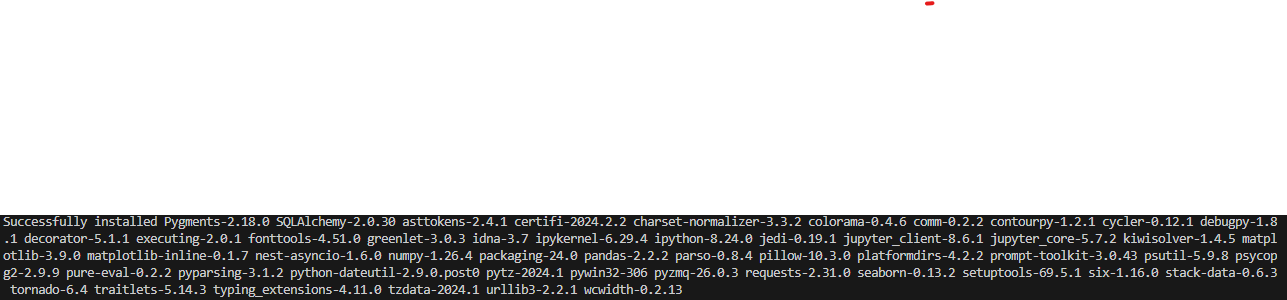 Successfully installed Pygments-2.18.0 SQLAlchemy-2.0.30 asttokens-2.4.1 certifi-2024.2.2 charset-normalizer-3.3.2 colorama-0.4.6 comm-0.2.2 contourpy-1.2.1 cycler-0.12.1 debugpy-1.8
.1 decorator-5.1.1 executing-2.0.1 fonttools-4.51.0 greenlet-3.0.3 idna-3.7 ipykernel-6.29.4 ipython-8.24.0 jedi-0.19.1 jupyter_client-8.6.1 jupyter_core-5.7.2 kiwisolver-1.4.5 matpl
otlib-3.9.0 matplotlib-inline-0.1.7 nest-asyncio-1.6.0 numpy-1.26.4 packaging-24.0 pandas-2.2.2 parso-0.8.4 pillow-10.3.0 platformdirs-4.2.2 prompt-toolkit-3.0.43 psutil-5.9.8 psycop
g2-2.9.9 pure-eval-0.2.2 pyparsing-3.1.2 python-dateutil-2.9.0.post0 pytz-2024.1 pywin32-306 pyzmq-26.0.3 requests-2.31.0 seaborn-0.13.2 setuptools-69.5.1 six-1.16.0 stack-data-0.6.3
tornado-6.4 traitlets-5.14.3 typing_extensions-4.11.0 tzdata-2024.1 urllib3-2.2.1 wcwidth-0.2.13